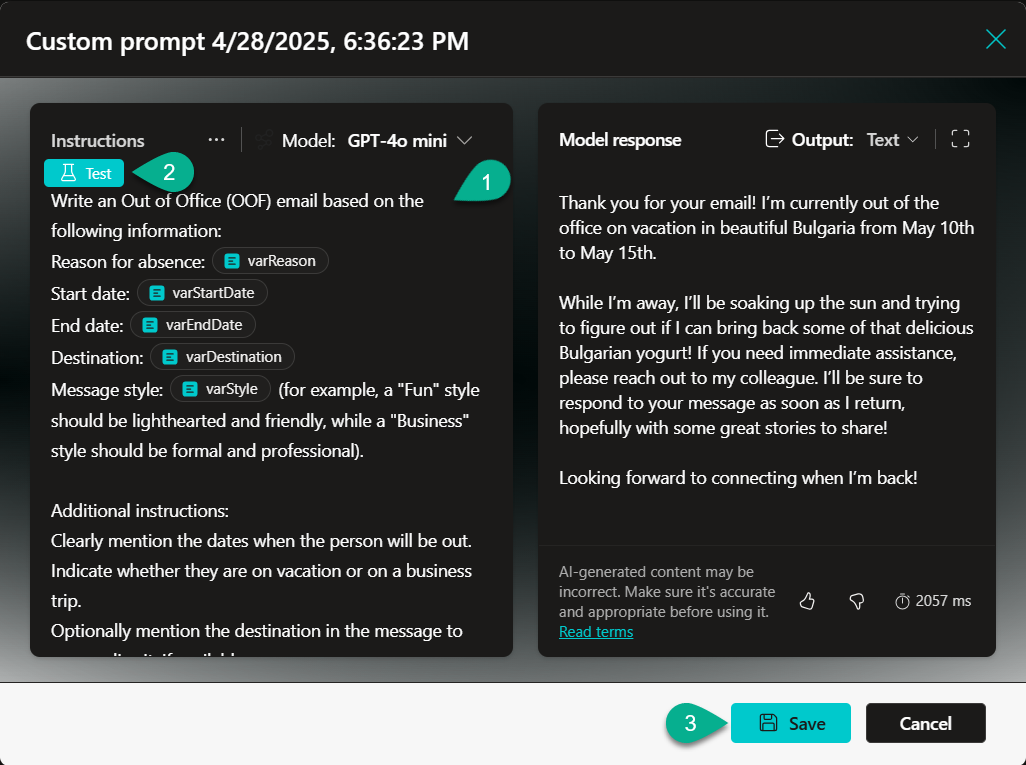 Custom prompt 4/28/2025, 6:36:23 PM
Instructions ... Model: GPT-4o mini
Test
2
1
Write an Out of Office (OOF) email based on the
following information:
Reason for absence: varReason
Start date: varStartDate
End date: varEndDate
Destination: varDestination
Message style: varStyle (for example, a "Fun" style
should be lighthearted and friendly, while a "Business"
style should be formal and professional).
Additional instructions:
Clearly mention the dates when the person will be out.
Indicate whether they are on vacation or on a business
trip.
Optionally mention the destination in the message to
Model response Output: Text
Thank you for your email! I’m currently out of the
office on vacation in beautiful Bulgaria from May 10th
to May 15th.
While I’m away, I’ll be soaking up the sun and trying
to figure out if I can bring back some of that delicious
Bulgarian yogurt! If you need immediate assistance,
please reach out to my colleague. I’ll be sure to
respond to your message as soon as I return,
hopefully with some great stories to share!
Looking forward to connecting when I’m back!
AI-generated content may be
incorrect. Make sure it's accurate
and appropriate before using it.
Read terms
2057 ms
3
Save
Cancel